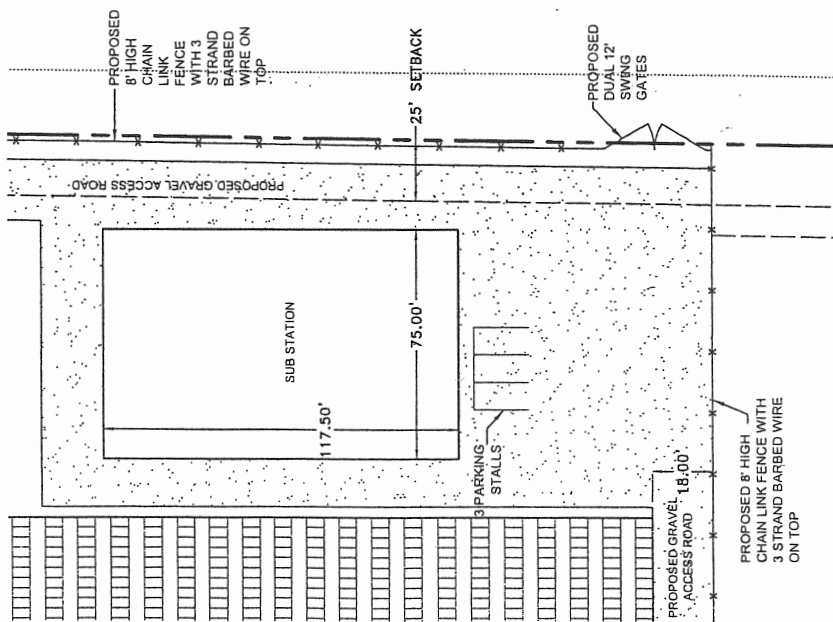 PROPOSED
8' HIGH
CHAIN
LINK
FENCE
WITH 3
STRAND
BARBED
WIRE ON
TOP
25' SETBACK
PROPOSED
DUAL 12'
SWING
GATES
PROPOSED GRAVEL ACCESS ROAD
SUB STATION
75.00'
117.50'
3 PARKING
STALLS
18.00'
PROPOSED GRAVEL
ACCESS ROAD
PROPOSED 8' HIGH
CHAIN LINK FENCE WITH
3 STRAND BARBED WIRE
ON TOP